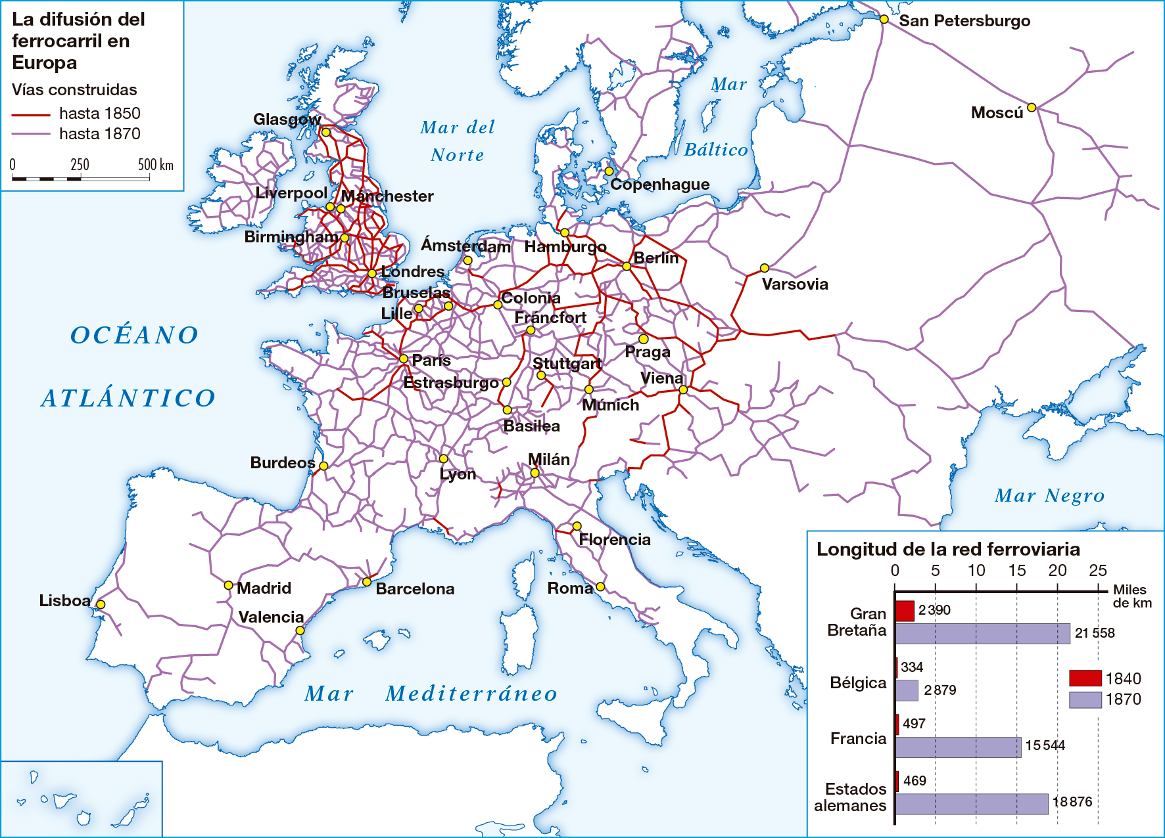 La difusión del
ferrocarril en
Europa
Vías construidas
hasta 1850
hasta 1870
0 250 500 km
San Petersburgo
Moscú
Mar
Báltico
Mar del
Norte
Glasgow
Copenhague
Liverpool
Mánchester
Birmingham
Ámsterdam
Hamburgo
Berlín
Londres
Varsovia
Bruselas
Colonia
Lille
Fráncfort
OCÉANO
ATLÁNTICO
París
Praga
Stuttgart
Estrasburgo
Viena
Múnich
Basilea
Burdeos
Lyon
Milán
Mar Negro
Florencia
Madrid
Barcelona
Roma
Lisboa
Valencia
Mar Mediterráneo
Longitud de la red ferroviaria
0 5 10 15 20 25 Miles
de km
Gran
Bretaña
2 390
21 558
Bélgica
334
2 879
1840
1870
Francia
497
15 544
Estados
alemanes
469
18 876